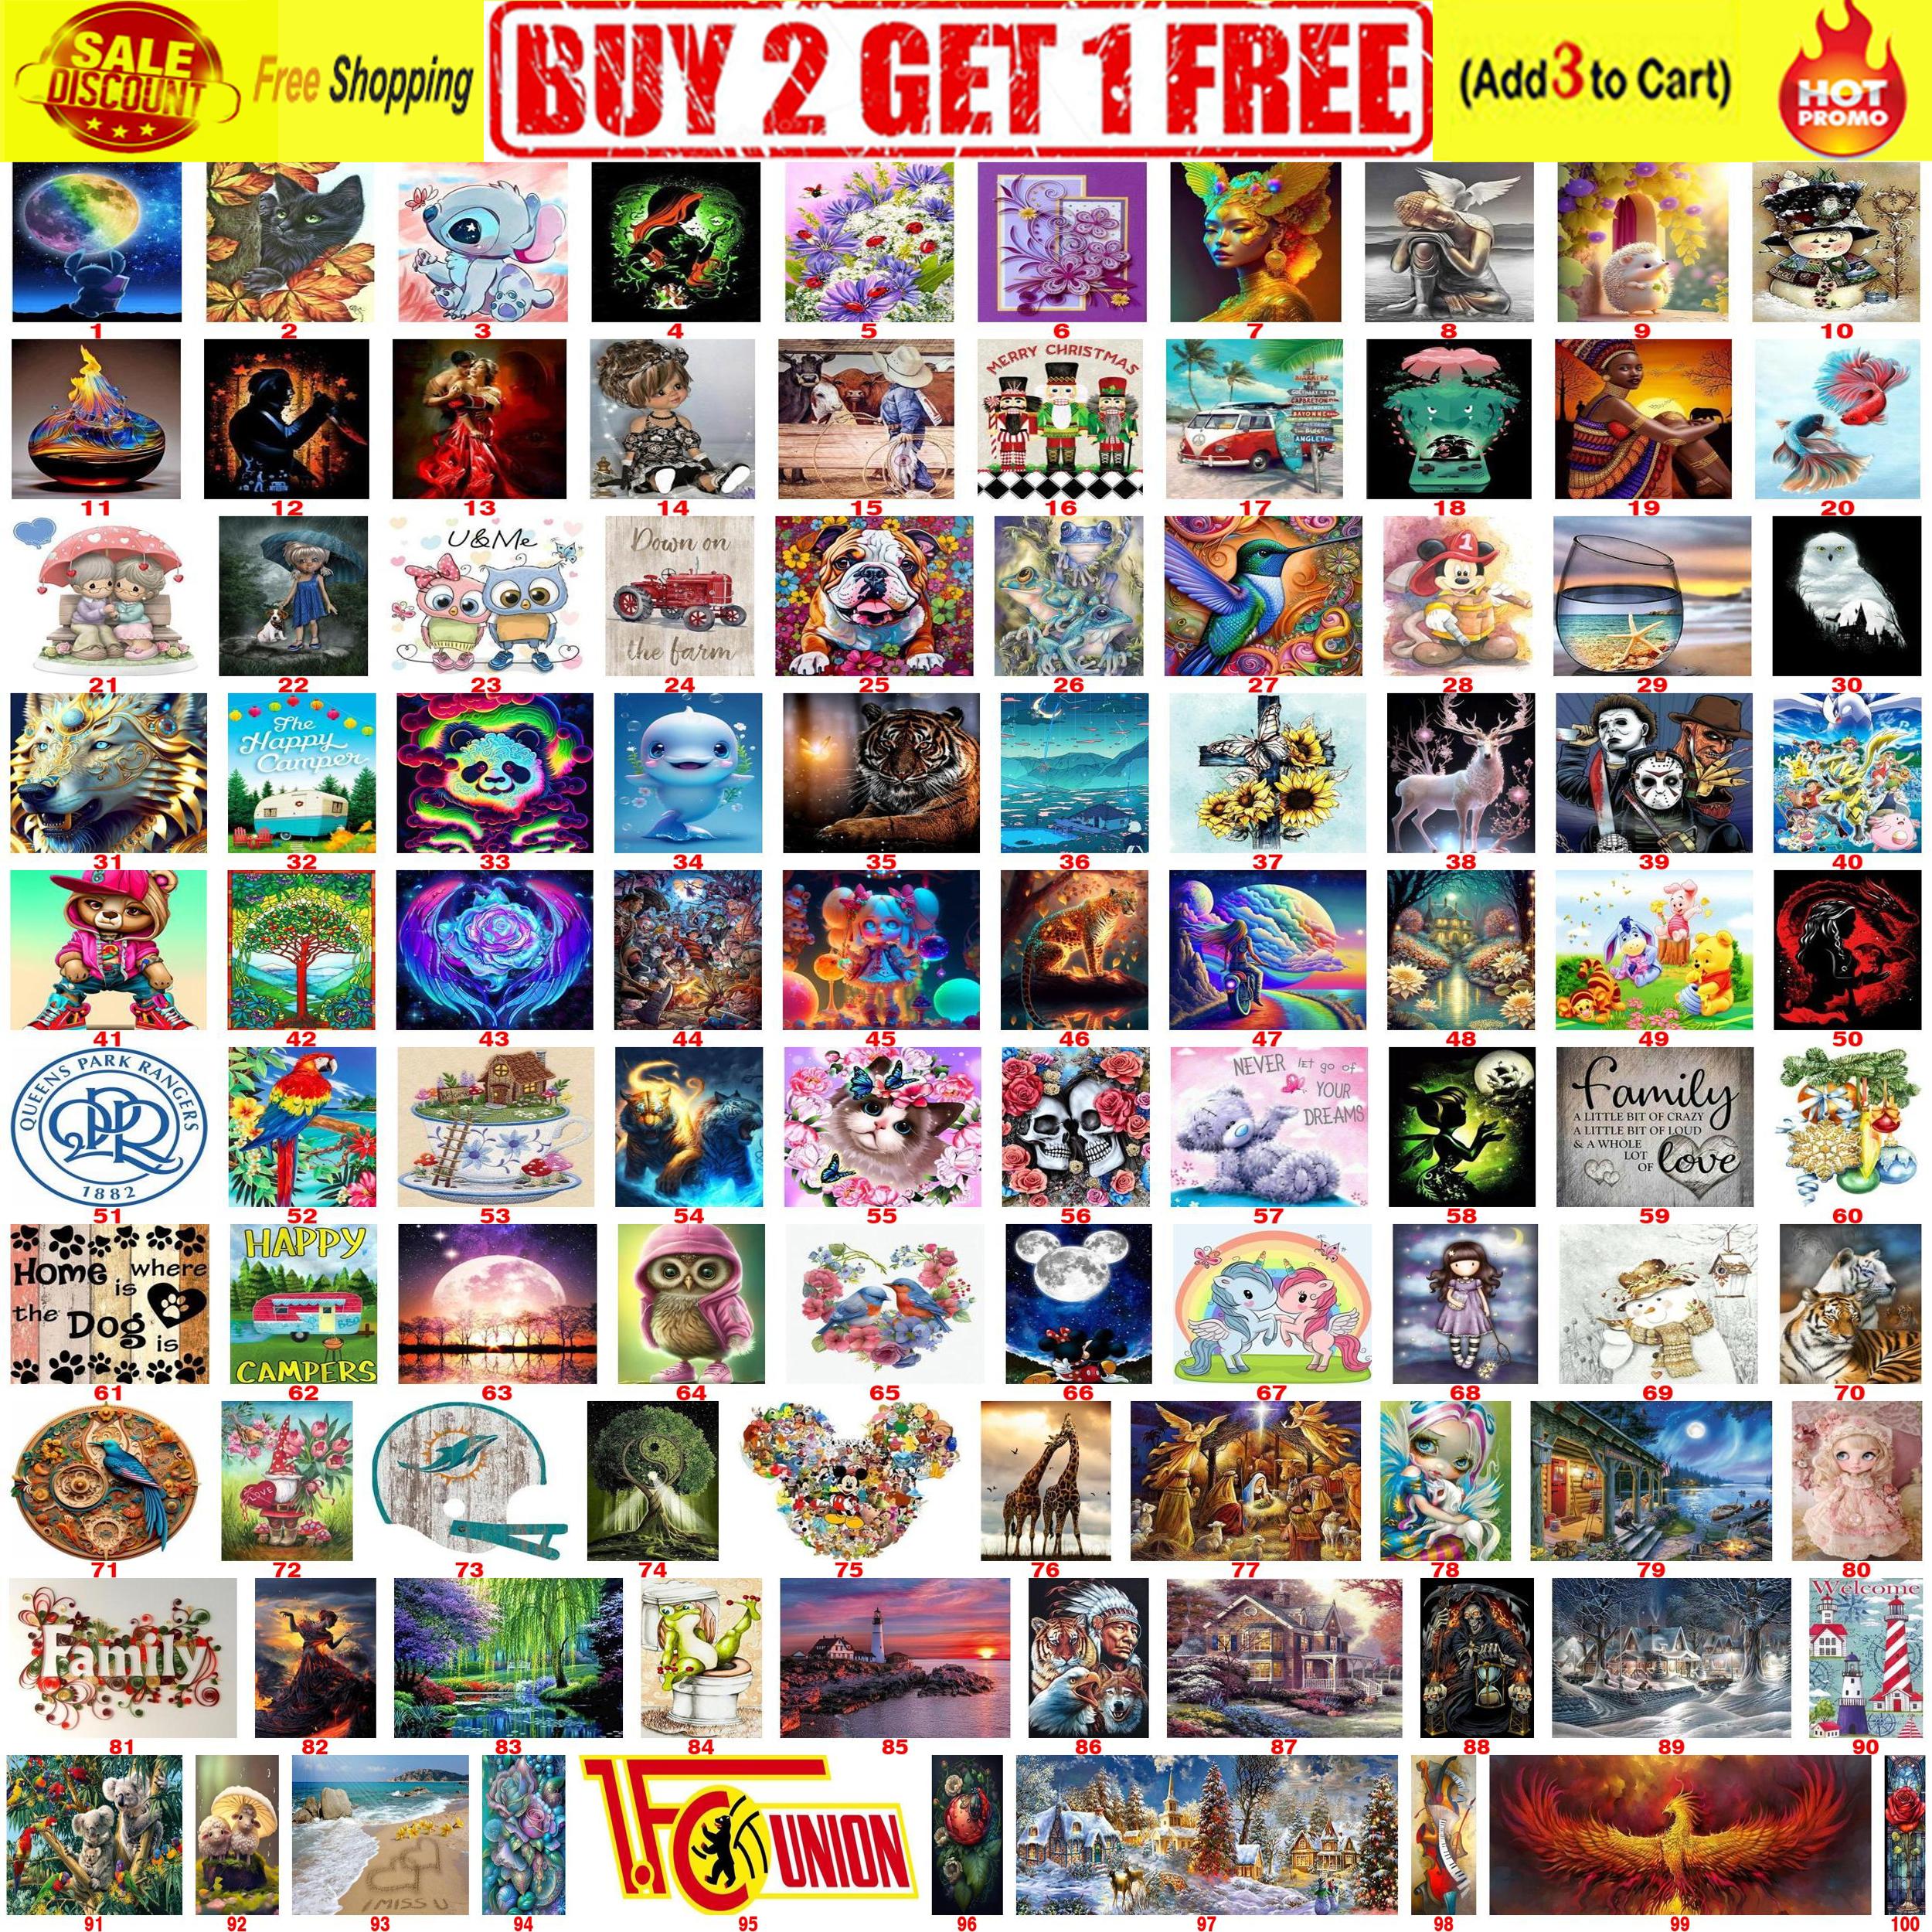 SALE
DISCOUNT
Free Shopping
BUY 2 GET 1 FREE
(Add 3 to Cart)
HOT
PROMO
1 2 3 4 5 6 7 8 9 10
MERRY CHRISTMAS
CAPBRETON
BAYONNE
ANGLET
11 12 13 14 15 16 17 18 19 20
U&Me
Down on
the farm
1
21 22 23 24 25 26 27 28 29 30
The
Happy
Camper
31 32 33 34 35 36 37 38 39 40
41 42 43 44 45 46 47 48 49 50
QUEENS PARK RANGERS
QPR
1882
NEVER let go of
YOUR
DREAMS
Family
A LITTLE BIT OF CRAZY
A LITTLE BIT OF LOUD
& A WHOLE
LOT
OF love
51 52 53 54 55 56 57 58 59 60
Home where
is
the Dog
is
HAPPY
BBQ
CAMPERS
61 62 63 64 65 66 67 68 69 70
LOVE
71 72 73 74 75 76 77 78 79 80
Family
Welcome
81 82 83 84 85 86 87 88 89 90
I MISS U
1.FC UNION
91 92 93 94 95 96 97 98 99 100